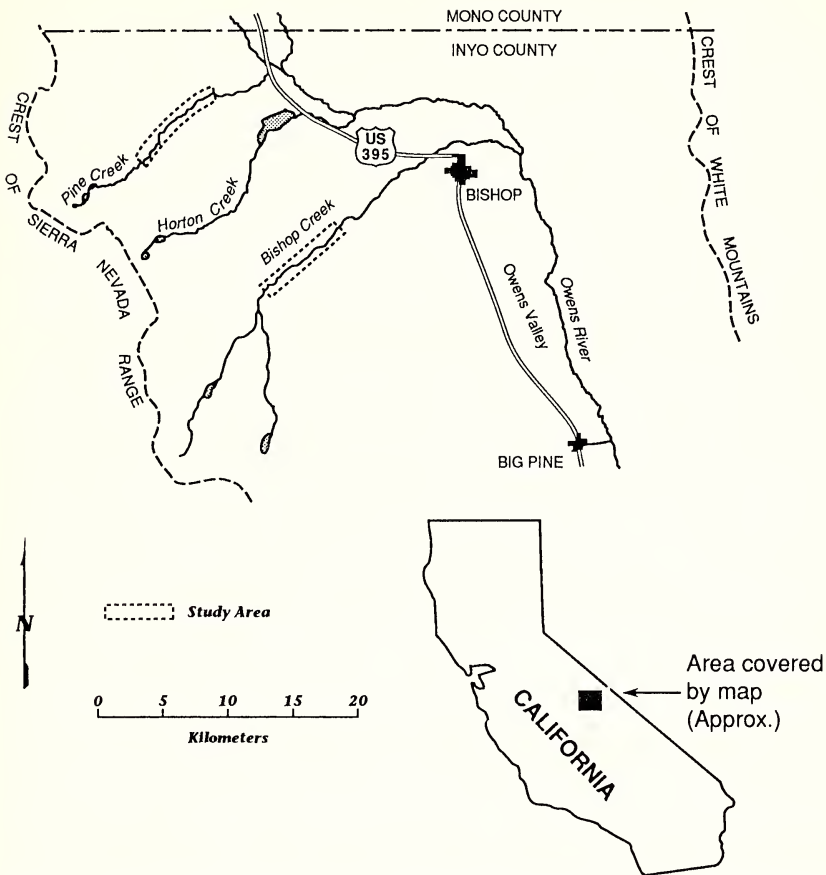 MONO COUNTY
INYO COUNTY
CREST OF SIERRA NEVADA RANGE
CREST OF WHITE MOUNTAINS
Pine Creek
US
395
Horton Creek
BISHOP
Bishop Creek
Owens Valley
Owens River
BIG PINE
N
Study Area
0 5 10 15 20
Kilometers
CALIFORNIA
Area covered
by map
(Approx.)